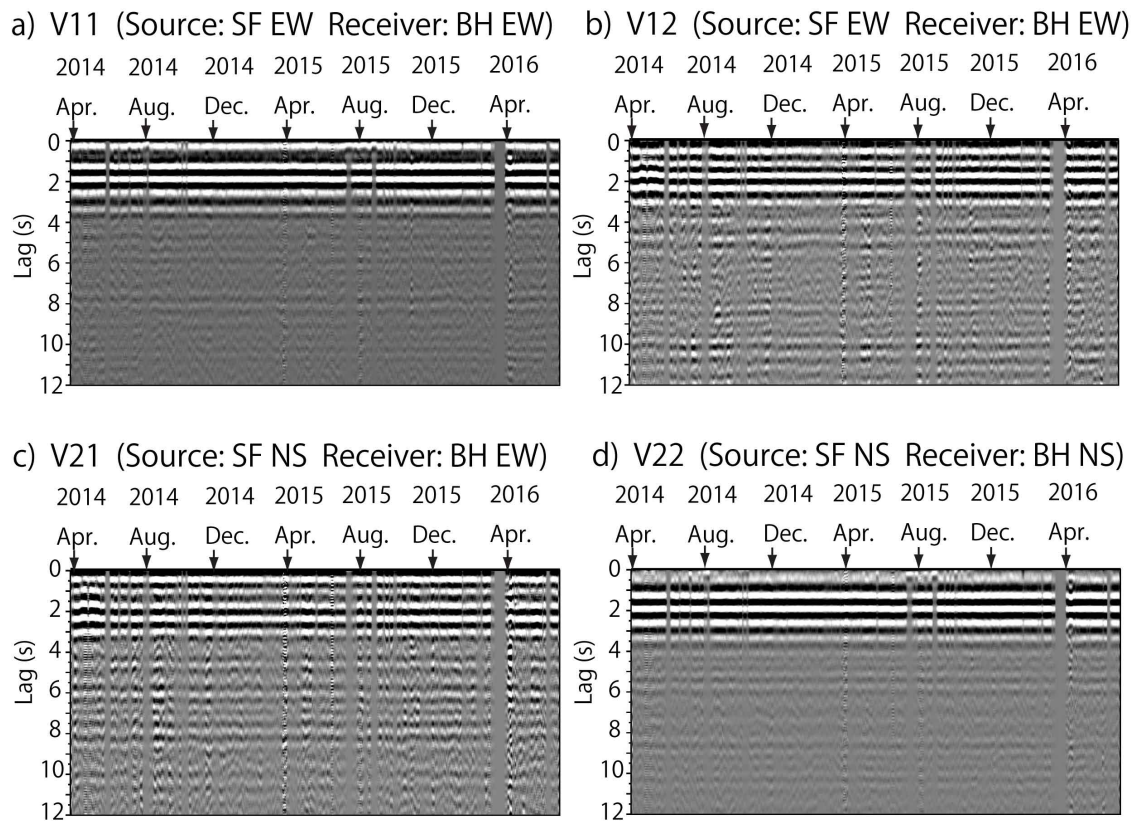 a) V11 (Source: SF EW Receiver: BH EW)
2014 2014 2014 2015 2015 2015 2016
Apr. Aug. Dec. Apr. Aug. Dec. Apr.
0
2
4
6
8
10
12
Lag (s)
b) V12 (Source: SF EW Receiver: BH EW)
2014 2014 2014 2015 2015 2015 2016
Apr. Aug. Dec. Apr. Aug. Dec. Apr.
0
2
4
6
8
10
12
Lag (s)
c) V21 (Source: SF NS Receiver: BH EW)
2014 2014 2014 2015 2015 2015 2016
Apr. Aug. Dec. Apr. Aug. Dec. Apr.
0
2
4
6
8
10
12
Lag (s)
d) V22 (Source: SF NS Receiver: BH NS)
2014 2014 2014 2015 2015 2015 2016
Apr. Aug. Dec. Apr. Aug. Dec. Apr.
0
2
4
6
8
10
12
Lag (s)